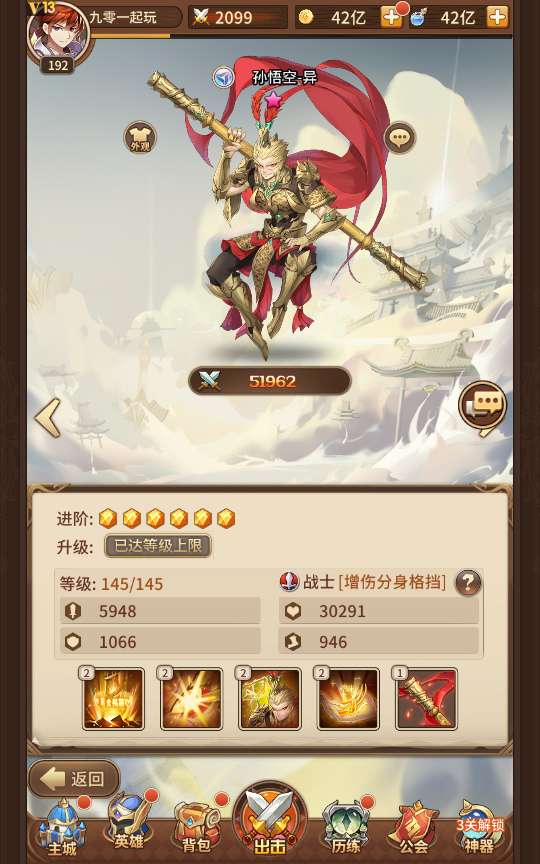 V13
九零一起玩
2099
42亿
42亿
192
孙悟空-异
外观
51962
进阶:
升级: 已达等级上限
等级: 145/145
战士 [增伤分身格挡]
?
5948
30291
1066
946
2
2
2
2
1
返回
主城
英雄
背包
出击
历练
公会
3关解锁
神器